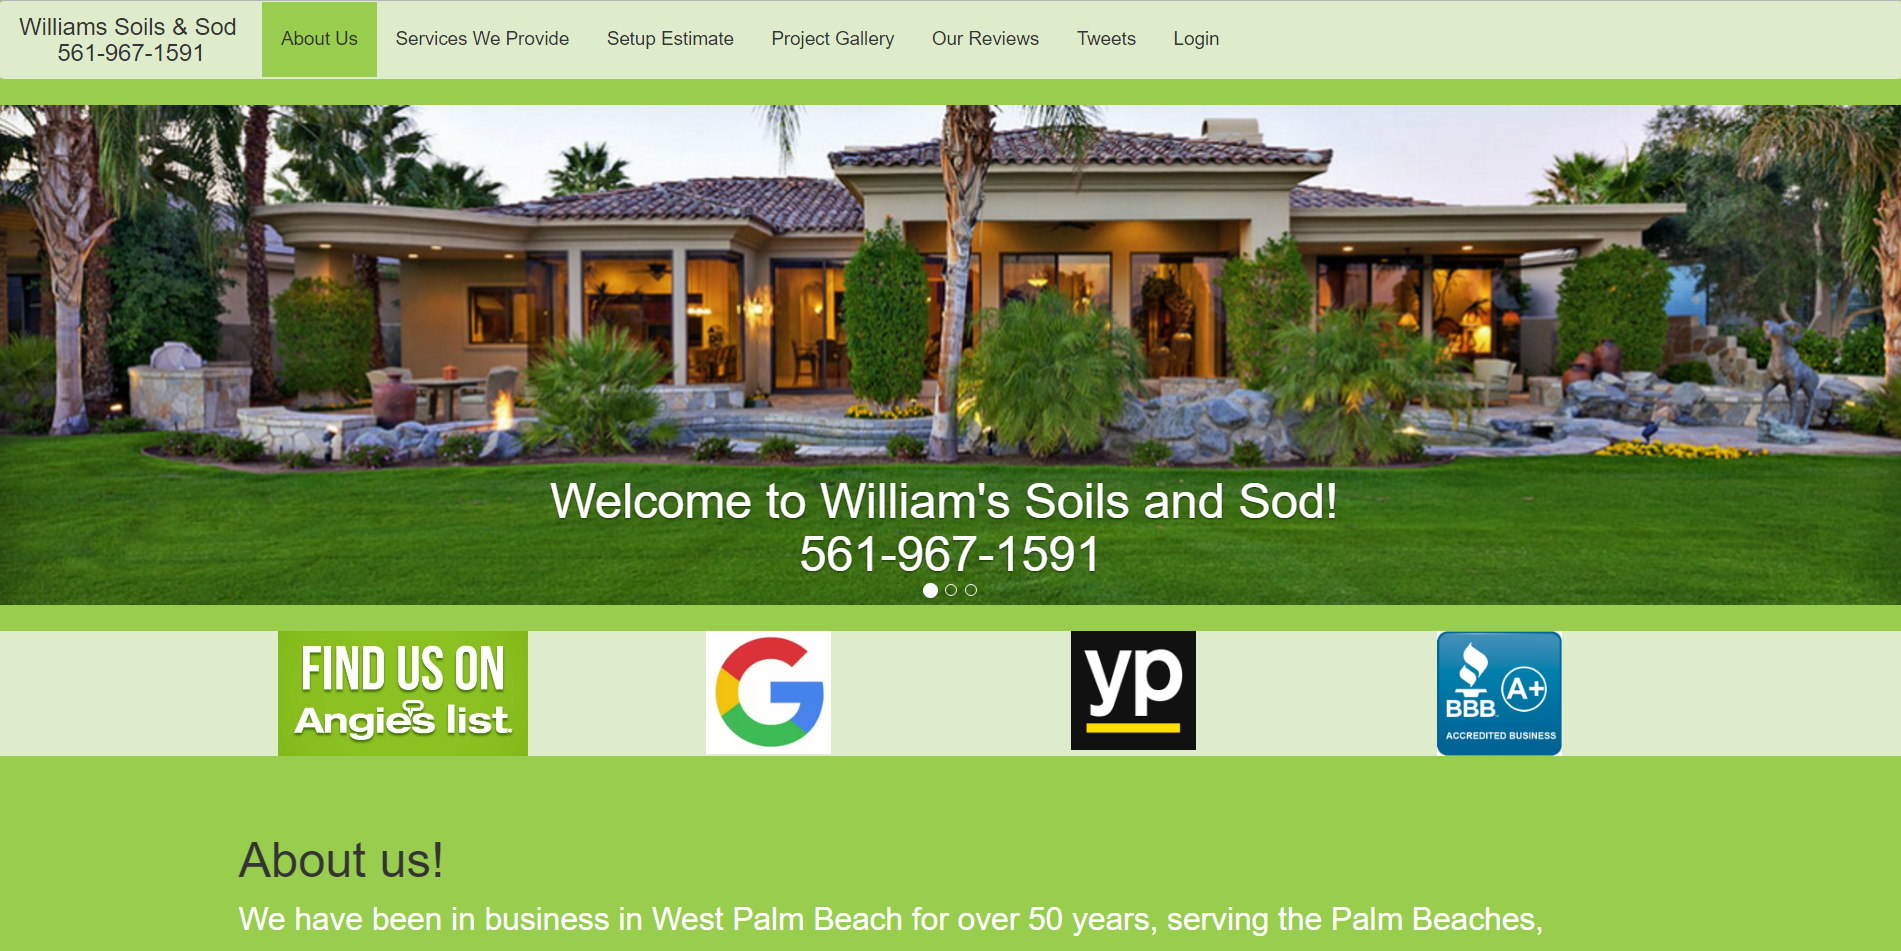 Williams Soils & Sod
561-967-1591
About Us
Services We Provide
Setup Estimate
Project Gallery
Our Reviews
Tweets
Login
Welcome to William's Soils and Sod!
561-967-1591
FIND US ON
Angie's list
G
yp
BBB
A+
ACCREDITED BUSINESS
About us!
We have been in business in West Palm Beach for over 50 years, serving the Palm Beaches,